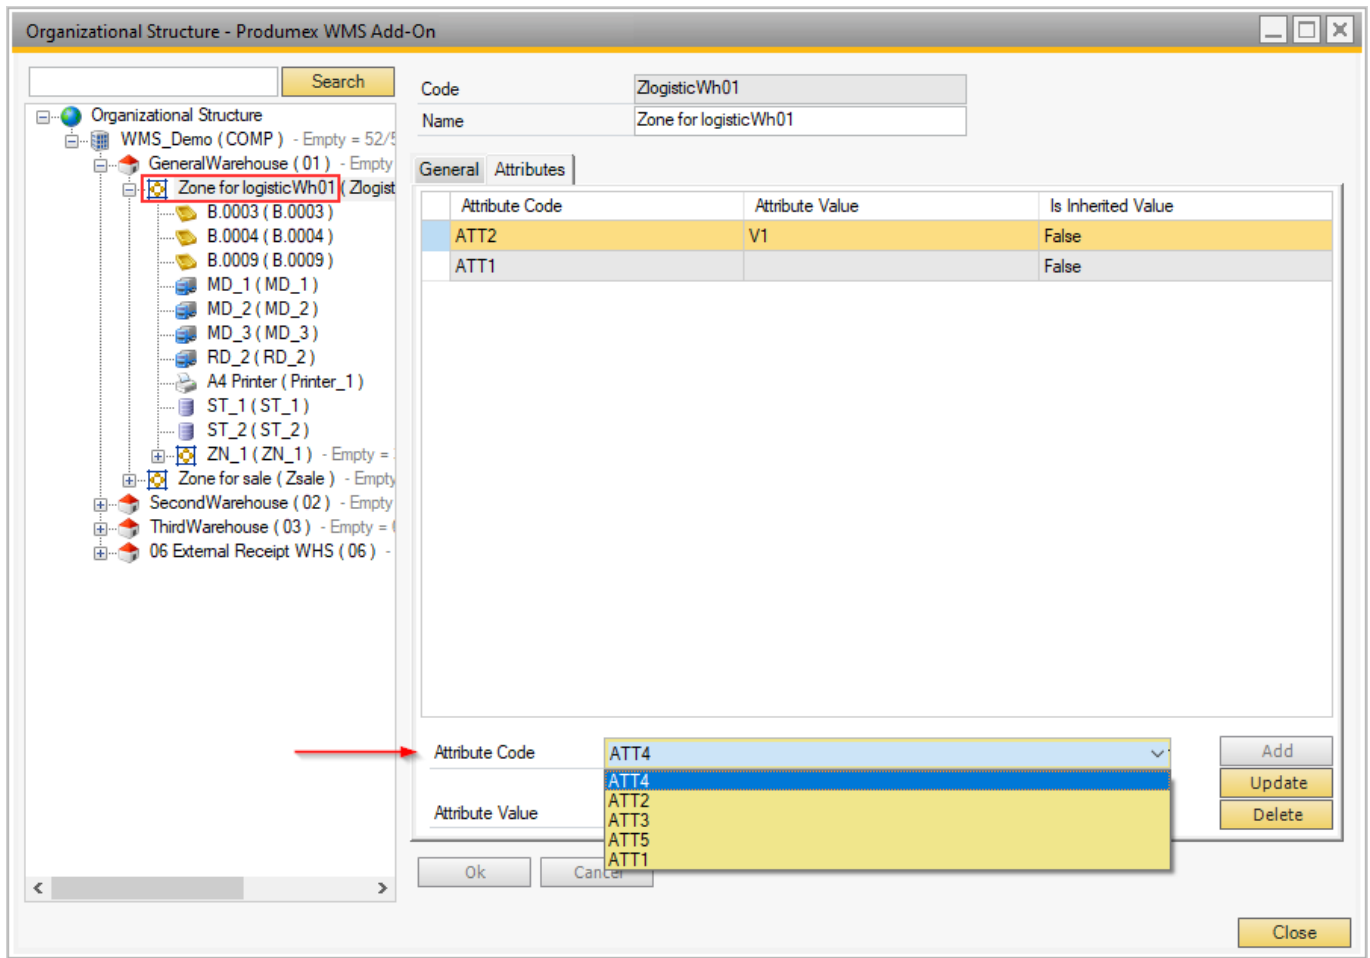 Organizational Structure - Produmex WMS Add-On
Search
Organizational Structure
WMS_Demo ( COMP ) - Empty = 52/5
GeneralWarehouse ( 01 ) - Empty
Zone for logisticWh01 ( Zlogist
B.0003 ( B.0003 )
B.0004 ( B.0004 )
B.0009 ( B.0009 )
MD_1 ( MD_1 )
MD_2 ( MD_2 )
MD_3 ( MD_3 )
RD_2 ( RD_2 )
A4 Printer ( Printer_1 )
ST_1 ( ST_1 )
ST_2 ( ST_2 )
ZN_1 ( ZN_1 ) - Empty =
Zone for sale ( Zsale ) - Empty
SecondWarehouse ( 02 ) - Empty
ThirdWarehouse ( 03 ) - Empty =
06 External Receipt WHS ( 06 ) -
Code ZlogisticWh01
Name Zone for logisticWh01
General Attributes
Attribute Code Attribute Value Is Inherited Value
ATT2 V1 False
ATT1 False
Attribute Code ATT4 Add
ATT4
ATT2
ATT3
ATT5
ATT1
Update
Attribute Value Delete
Ok Cancel
Close